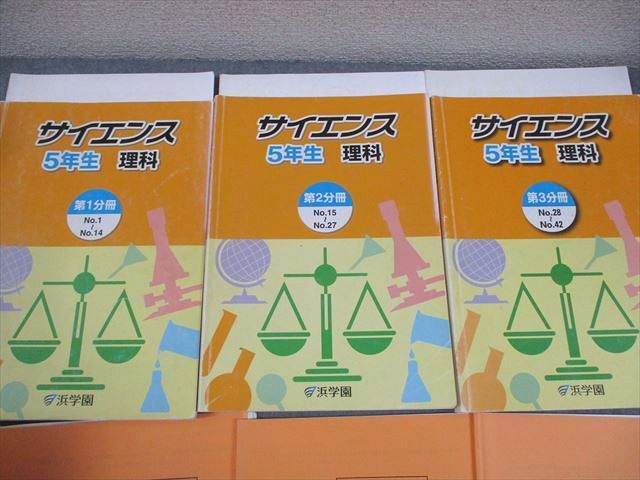 サイエンス
5年生 理科
第1分冊
No.1
~
No.14
浜学園
サイエンス
5年生 理科
第2分冊
No.15
~
No.27
浜学園
サイエンス
5年生 理科
第3分冊
No.28
~
No.42
浜学園